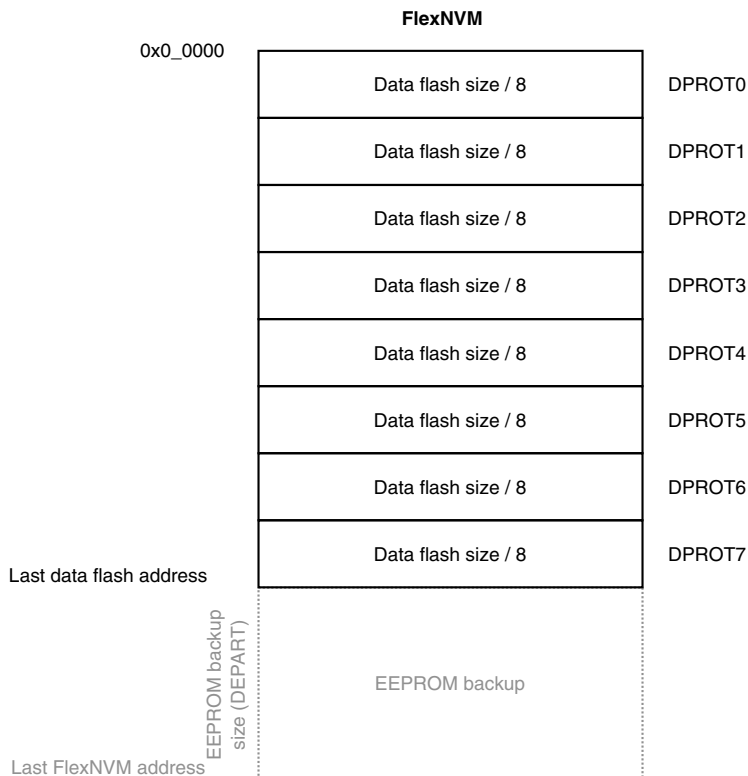 FlexNVM
0x0_0000
Data flash size / 8 DPROT0
Data flash size / 8 DPROT1
Data flash size / 8 DPROT2
Data flash size / 8 DPROT3
Data flash size / 8 DPROT4
Data flash size / 8 DPROT5
Data flash size / 8 DPROT6
Data flash size / 8 DPROT7
Last data flash address
EEPROM backup
size (DEPART)
EEPROM backup
Last FlexNVM address